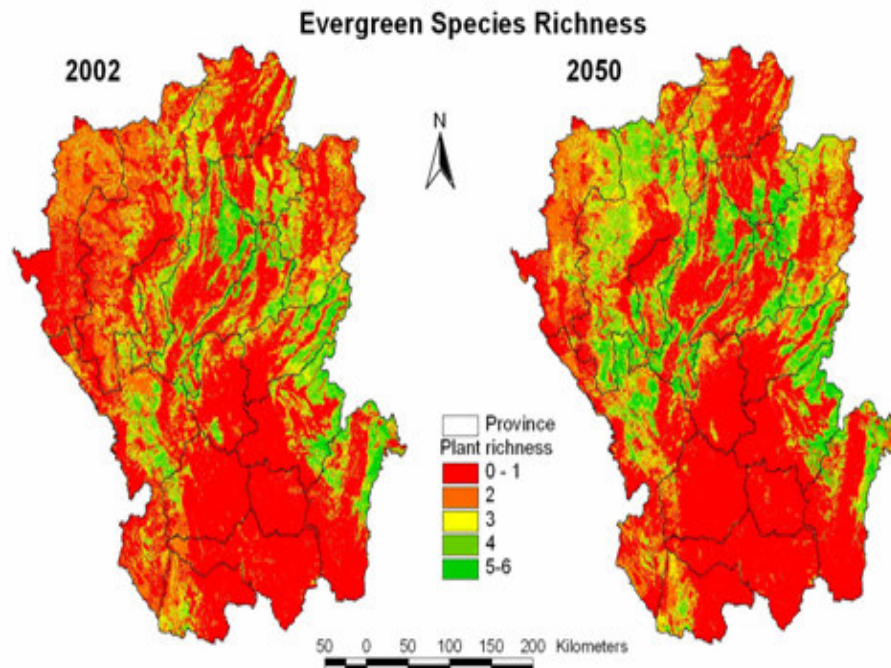 Evergreen Species Richness
2002
2050
N
Province
Plant richness
0 - 1
2
3
4
5-6
50 0 50 100 150 200 Kilometers